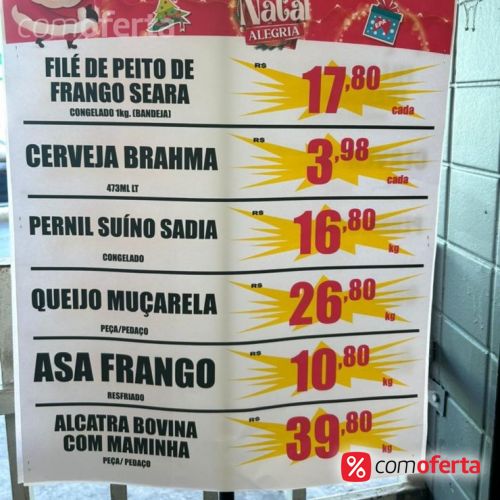 comoferta
Natal
ALEGRIA
FILÉ DE PEITO DE
FRANGO SEARA
CONGELADO 1kg. (BANDEJA)
R$ 17,80
cada
CERVEJA BRAHMA
473ML LT
R$ 3,98
cada
PERNIL SUÍNO SADIA
CONGELADO
R$ 16,80
kg
QUEIJO MUÇARELA
PEÇA/PEDAÇO
R$ 26,80
kg
ASA FRANGO
RESFRIADO
R$ 10,80
kg
ALCATRA BOVINA
COM MAMINHA
PEÇA/ PEDAÇO
R$ 39,80
% comoferta